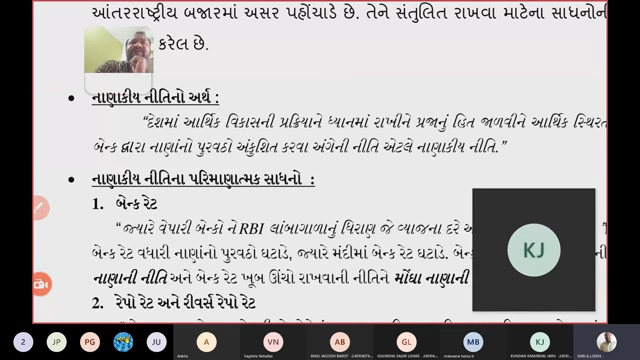 આંતરરાષ્ટ્રીય બજારમાં અસર પહોંચાડે છે. તેને સંતુલિત રાખવા માટેના સાધનોની
કરેલ છે.
• નાણાકીય નીતિનો અર્થ :
“દેશમાં આર્થિક વિકાસની પ્રક્રિયાને ધ્યાનમાં રાખીને પ્રજાનું હિત જાળવીને આર્થિક
બેન્ક દ્વારા નાણાંનો પુરવઠો અંકુશિત કરવા અંગેની નીતિ એટલે નાણાકીય નીતિ.”
• નાણાકીય નીતિના પરિમાણાત્મક સાધનો :
1. બેન્ક રેટ
“જ્યારે વેપારી બેન્કો ને RBI લાંબાગાળાનું ધિરાણ જે વ્યાજના દરે
બેન્ક રેટ વધારી નાણાંનો પુરવઠો ઘટાડે, જ્યારે મંદીમાં બેન્ક રેટ ઘટાડે.
નાણાની નીતિ અને બેન્ક રેટ ખૂબ ઊંચો રાખવાની નીતિને મોંઘા નાણાની
2. રેપો રેટ અને રીવર્સ રેપો રેટ
KJ
2 JP PG JU A VN AB GL MB KJ
Ankita